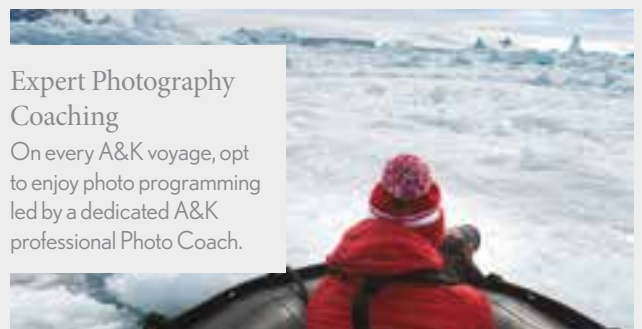 Expert Photography
Coaching
On every A&K voyage, opt
to enjoy photo programming
led by a dedicated A&K
professional Photo Coach.